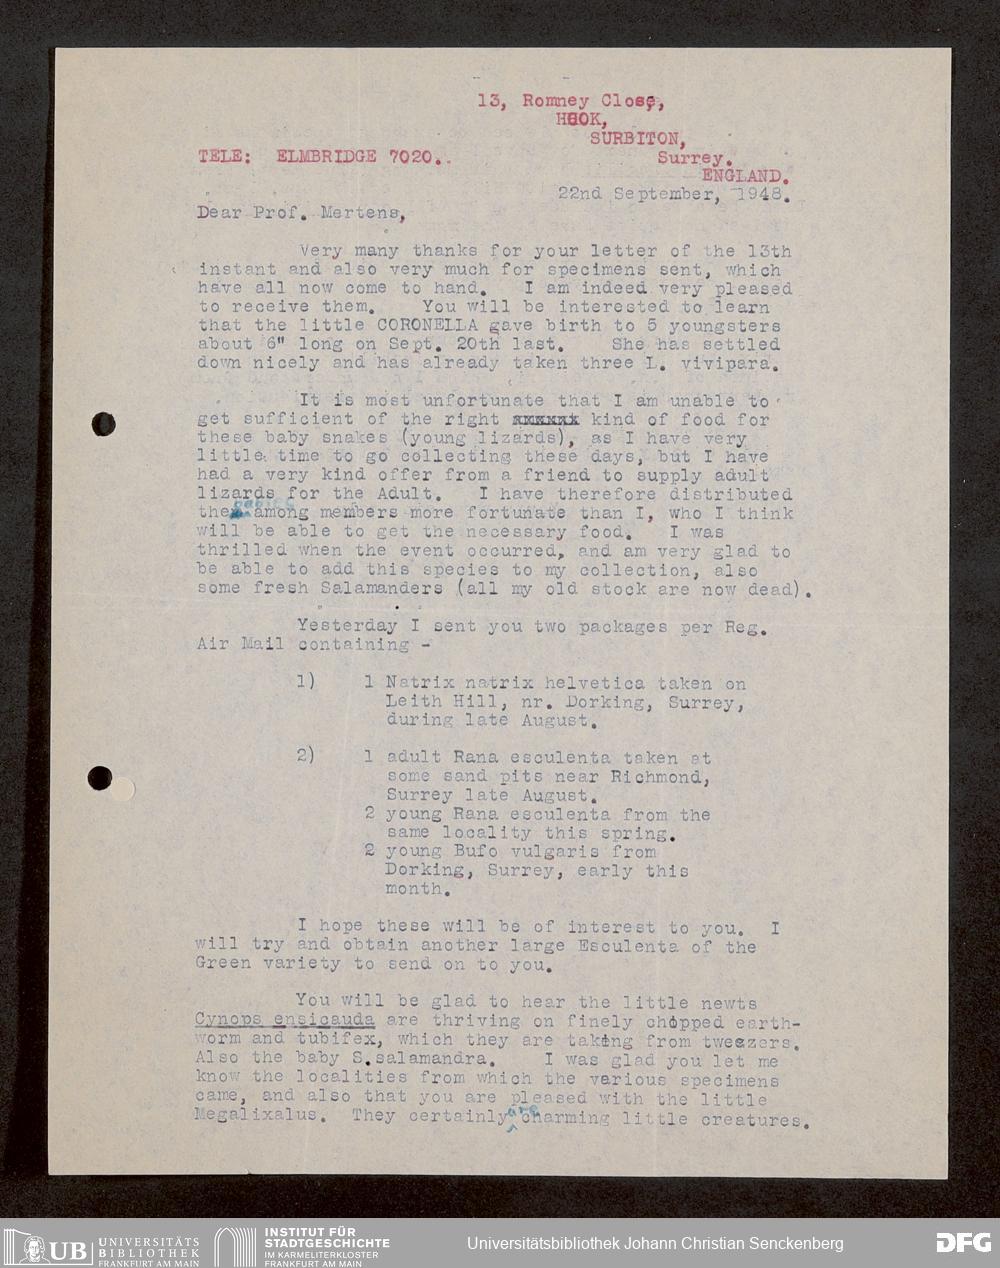 13, Romney Close,
HOOK,
SURBITON,
TELE: ELMBRIDGE 7020..
Surrey.
ENGLAND.
22nd September, 1948.
Dear Prof. Mertens,
Very many thanks for your letter of the 13th
instant and also very much for specimens sent, which
have all now come to hand. I am indeed very pleased
to receive them. You will be interested to learn
that the little CORONELLA gave birth to 5 youngsters
about 6" long on Sept. 20th last. She has settled
down nicely and has already taken three L. vivipara.
It is most unfortunate that I am unable to
get sufficient of the right xxxxxxx kind of food for
these baby snakes (young lizards), as I have very
little time to go collecting these days, but I have
had a very kind offer from a friend to supply adult
lizards for the Adult. I have therefore distributed
babies
the among members more fortunate than I, who I think
will be able to get the necessary food. I was
thrilled when the event occurred, and am very glad to
be able to add this species to my collection, also
some fresh Salamanders (all my old stock are now dead).
Yesterday I sent you two packages per Reg.
Air Mail containing -
1) 1 Natrix natrix helvetica taken on
Leith Hill, nr. Dorking, Surrey,
during late August.
2) 1 adult Rana esculenta taken at
some sand pits near Richmond,
Surrey late August.
2 young Rana esculenta from the
same locality this spring.
2 young Bufo vulgaris from
Dorking, Surrey, early this
month.
I hope these will be of interest to you. I
will try and obtain another large Esculenta of the
Green variety to send on to you.
You will be glad to hear the little newts
Cynops ensicauda are thriving on finely chopped earth-
worm and tubifex, which they are taking from tweezers.
Also the baby S.salamandra. I was glad you let me
know the localities from which the various specimens
came, and also that you are pleased with the little
are
Megalixalus. They certainly charming little creatures.
UB UNIVERSITÄTS
BIBLIOTHEK
FRANKFURT AM MAIN
INSTITUT FÜR
STADTGESCHICHTE
IM KARMELITERKLOSTER
FRANKFURT AM MAIN
Universitätsbibliothek Johann Christian Senckenberg
DFG